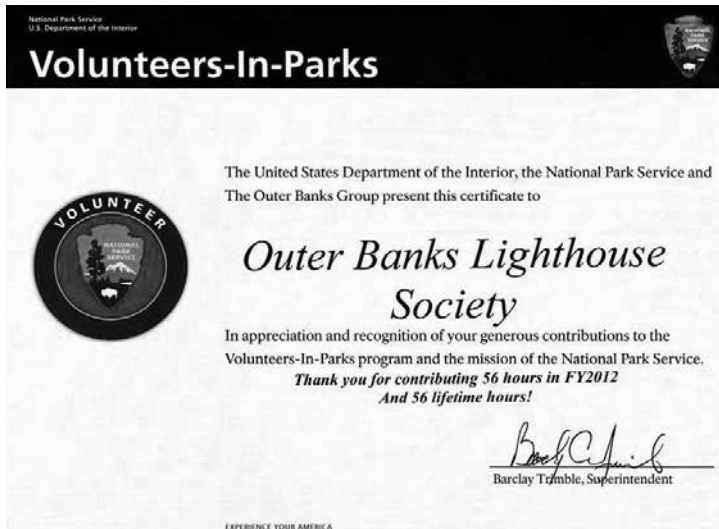 National Park Service
U.S. Department of the Interior
Volunteers-In-Parks
NATIONAL
PARK
SERVICE
The United States Department of the Interior, the National Park Service and
The Outer Banks Group present this certificate to
VOLUNTEER
NATIONAL
PARK
SERVICE
Outer Banks Lighthouse
Society
In appreciation and recognition of your generous contributions to the
Volunteers-In-Parks program and the mission of the National Park Service.
Thank you for contributing 56 hours in FY2012
And 56 lifetime hours!
Barclay Trimble, Superintendent
EXPERIENCE YOUR AMERICA